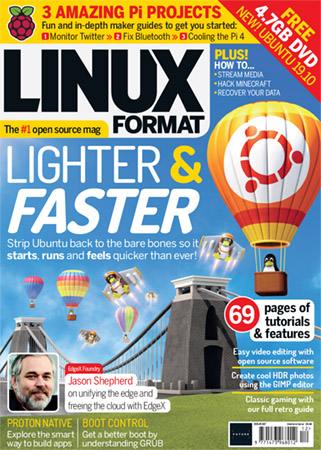 3 AMAZING Pi PROJECTS
Fun and in-depth maker guides to get you started:
1 Monitor Twitter » 2 Fix Bluetooth » 3 Cooling the Pi 4
FREE
4.7GB DVD
NEW! UBUNTU 19.10
LINUX
FORMAT
The #1 open source mag
PLUS!
HOW TO...
• STREAM MEDIA
• HACK MINECRAFT
• RECOVER YOUR DATA
LIGHTER &
FASTER
Strip Ubuntu back to the bare bones so it
starts, runs and feels quicker than ever!
69 pages of
tutorials
& features
Easy video editing with
open source software
Create cool HDR photos
using the GIMP editor
Classic gaming with
our full retro guide
EdgeX Foundry
Jason Shepherd
on unifying the edge and
freeing the cloud with EdgeX
PROTON NATIVE
Explore the smart
way to build apps
BOOT CONTROL
Get a better boot by
understanding GRUB
FUTURE